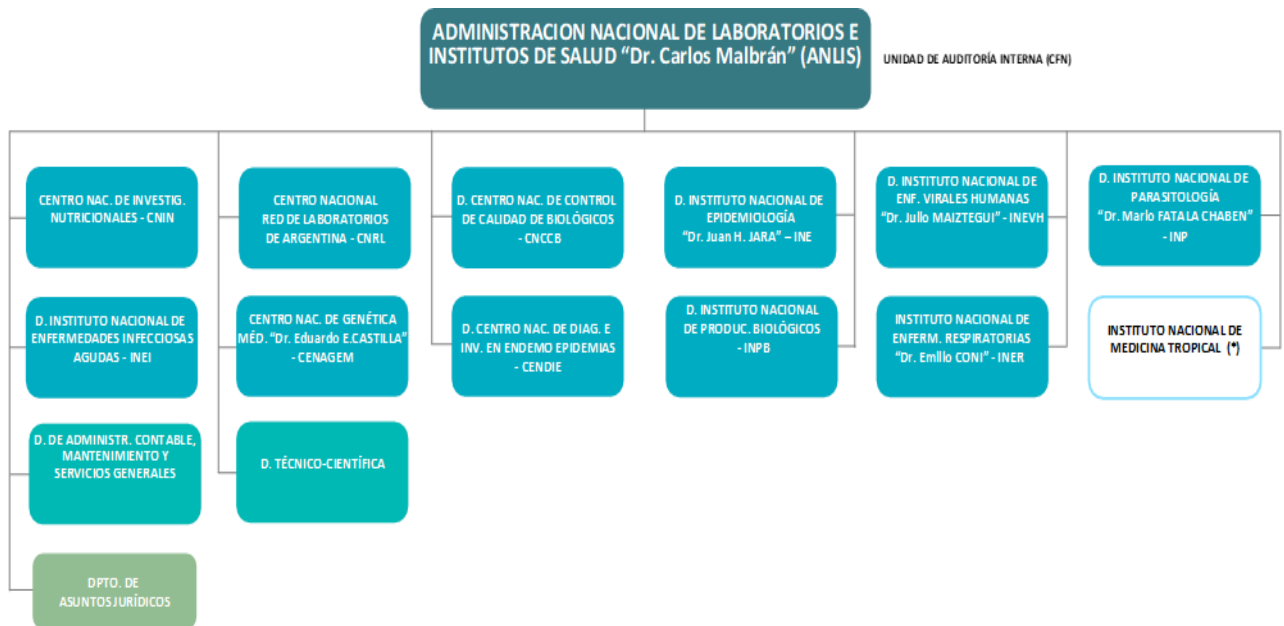 ADMINISTRACION NACIONAL DE LABORATORIOS E
INSTITUTOS DE SALUD "Dr. Carlos Malbrán" (ANLIS)
UNIDAD DE AUDITORÍA INTERNA (CFN)
CENTRO NAC. DE INVESTIG.
NUTRICIONALES - CNIN
CENTRO NACIONAL
RED DE LABORATORIOS
DE ARGENTINA - CNRL
D. CENTRO NAC. DE CONTROL
DE CALIDAD DE BIOLÓGICOS
- CNCCB
D. INSTITUTO NACIONAL DE
EPIDEMIOLOGÍA
"Dr. Juan H. JARA" – INE
D. INSTITUTO NACIONAL DE
ENF. VIRALES HUMANAS
"Dr. Julio MAIZTEGUI" - INEVH
D. INSTITUTO NACIONAL DE
PARASITOLOGÍA
"Dr. Mario FATALA CHABEN"
- INP
D. INSTITUTO NACIONAL DE
ENFERMEDADES INFECCIOSAS
AGUDAS - INEI
CENTRO NAC. DE GENÉTICA
MÉD. "Dr. Eduardo E.CASTILLA"
- CENAGEM
D. CENTRO NAC. DE DIAG. E
INV. EN ENDEMO EPIDEMIAS
- CENDIE
D. INSTITUTO NACIONAL
DE PRODUC. BIOLÓGICOS
- INPB
INSTITUTO NACIONAL DE
ENFERM. RESPIRATORIAS
"Dr. Emilio CONI" - INER
INSTITUTO NACIONAL DE
MEDICINA TROPICAL (*)
D. DE ADMINISTR. CONTABLE,
MANTENIMIENTO Y
SERVICIOS GENERALES
D. TÉCNICO-CIENTÍFICA
DPTO. DE
ASUNTOS JURÍDICOS